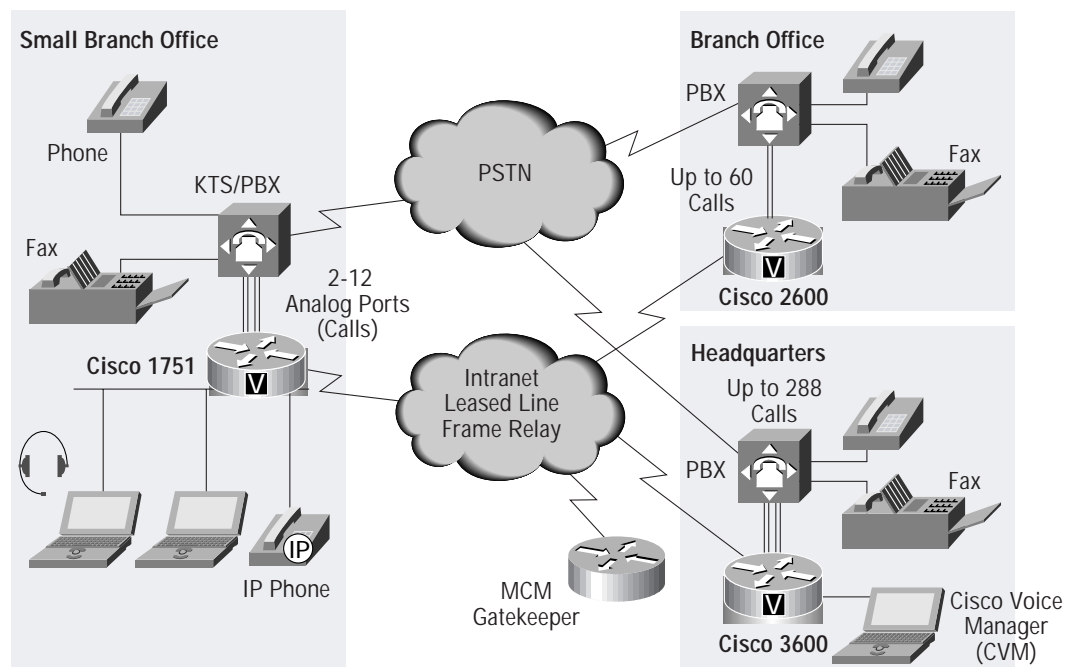 Small Branch Office
Phone
KTS/PBX
Fax
2-12
Analog Ports
(Calls)
Cisco 1751
V
IP
IP Phone
PSTN
Intranet
Leased Line
Frame Relay
MCM
Gatekeeper
Branch Office
PBX
Fax
Up to 60
Calls
V
Cisco 2600
Headquarters
Up to 288
Calls
PBX
Fax
V
Cisco 3600
Cisco Voice
Manager
(CVM)